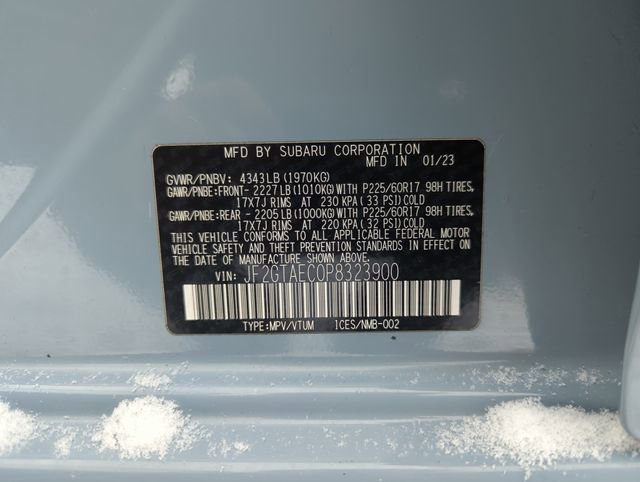 MFD BY SUBARU CORPORATION
MFD IN 01/23
GVWR/PNBV: 4343LB (1970KG)
GAWR/PNBE:FRONT- 2227LB (1010KG) WITH P225/60R17 98H TIRES,
17X7J RIMS AT 230 KPA (33 PSI) COLD
GAWR/PNBE:REAR - 2205LB (1000KG) WITH P225/60R17 98H TIRES,
17X7J RIMS AT 220 KPA (32 PSI) COLD
THIS VEHICLE CONFORMS TO ALL APPLICABLE FEDERAL MOTOR
VEHICLE SAFETY AND THEFT PREVENTION STANDARDS IN EFFECT
ON THE DATE OF MANUFACTURE SHOWN ABOVE.
VIN: JF2GTAEC0P8323900
TYPE:MPV/VTUM ICES/NMB-002